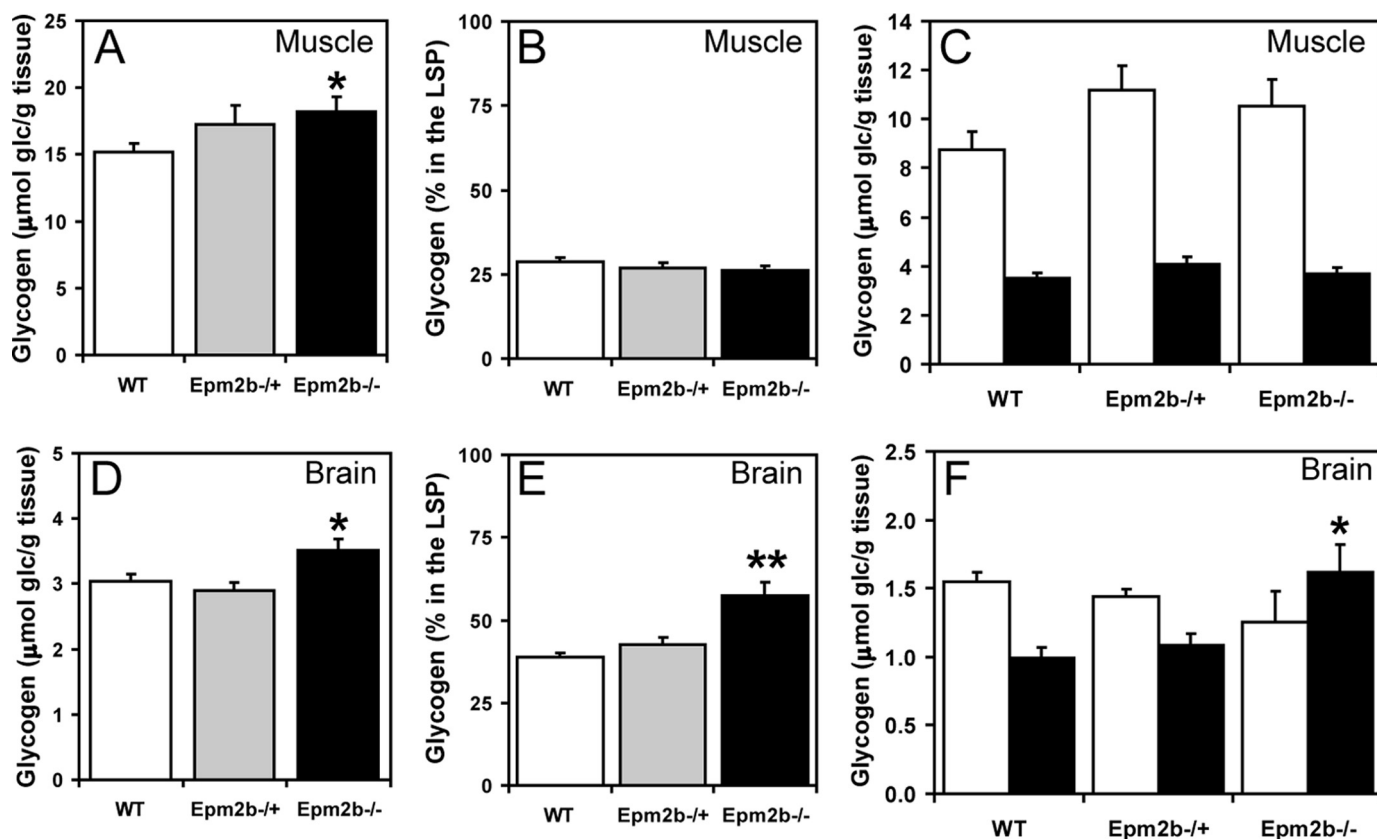 A
Muscle
Glycogen (µmol glc/g tissue)
25
20
15
10
5
0
*
WT
Epm2b-/+
Epm2b-/-
B
Muscle
Glycogen (% in the LSP)
100
75
50
25
0
WT
Epm2b-/+
Epm2b-/-
C
Muscle
Glycogen (µmol glc/g tissue)
14
12
10
8
6
4
2
0
WT
Epm2b-/+
Epm2b-/-
D
Brain
Glycogen (µmol glc/g tissue)
5
4
3
2
1
0
*
WT
Epm2b-/+
Epm2b-/-
E
Brain
Glycogen (% in the LSP)
100
75
50
25
0
**
WT
Epm2b-/+
Epm2b-/-
F
Brain
Glycogen (µmol glc/g tissue)
2.5
2.0
1.5
1.0
0.5
0.0
*
WT
Epm2b-/+
Epm2b-/-